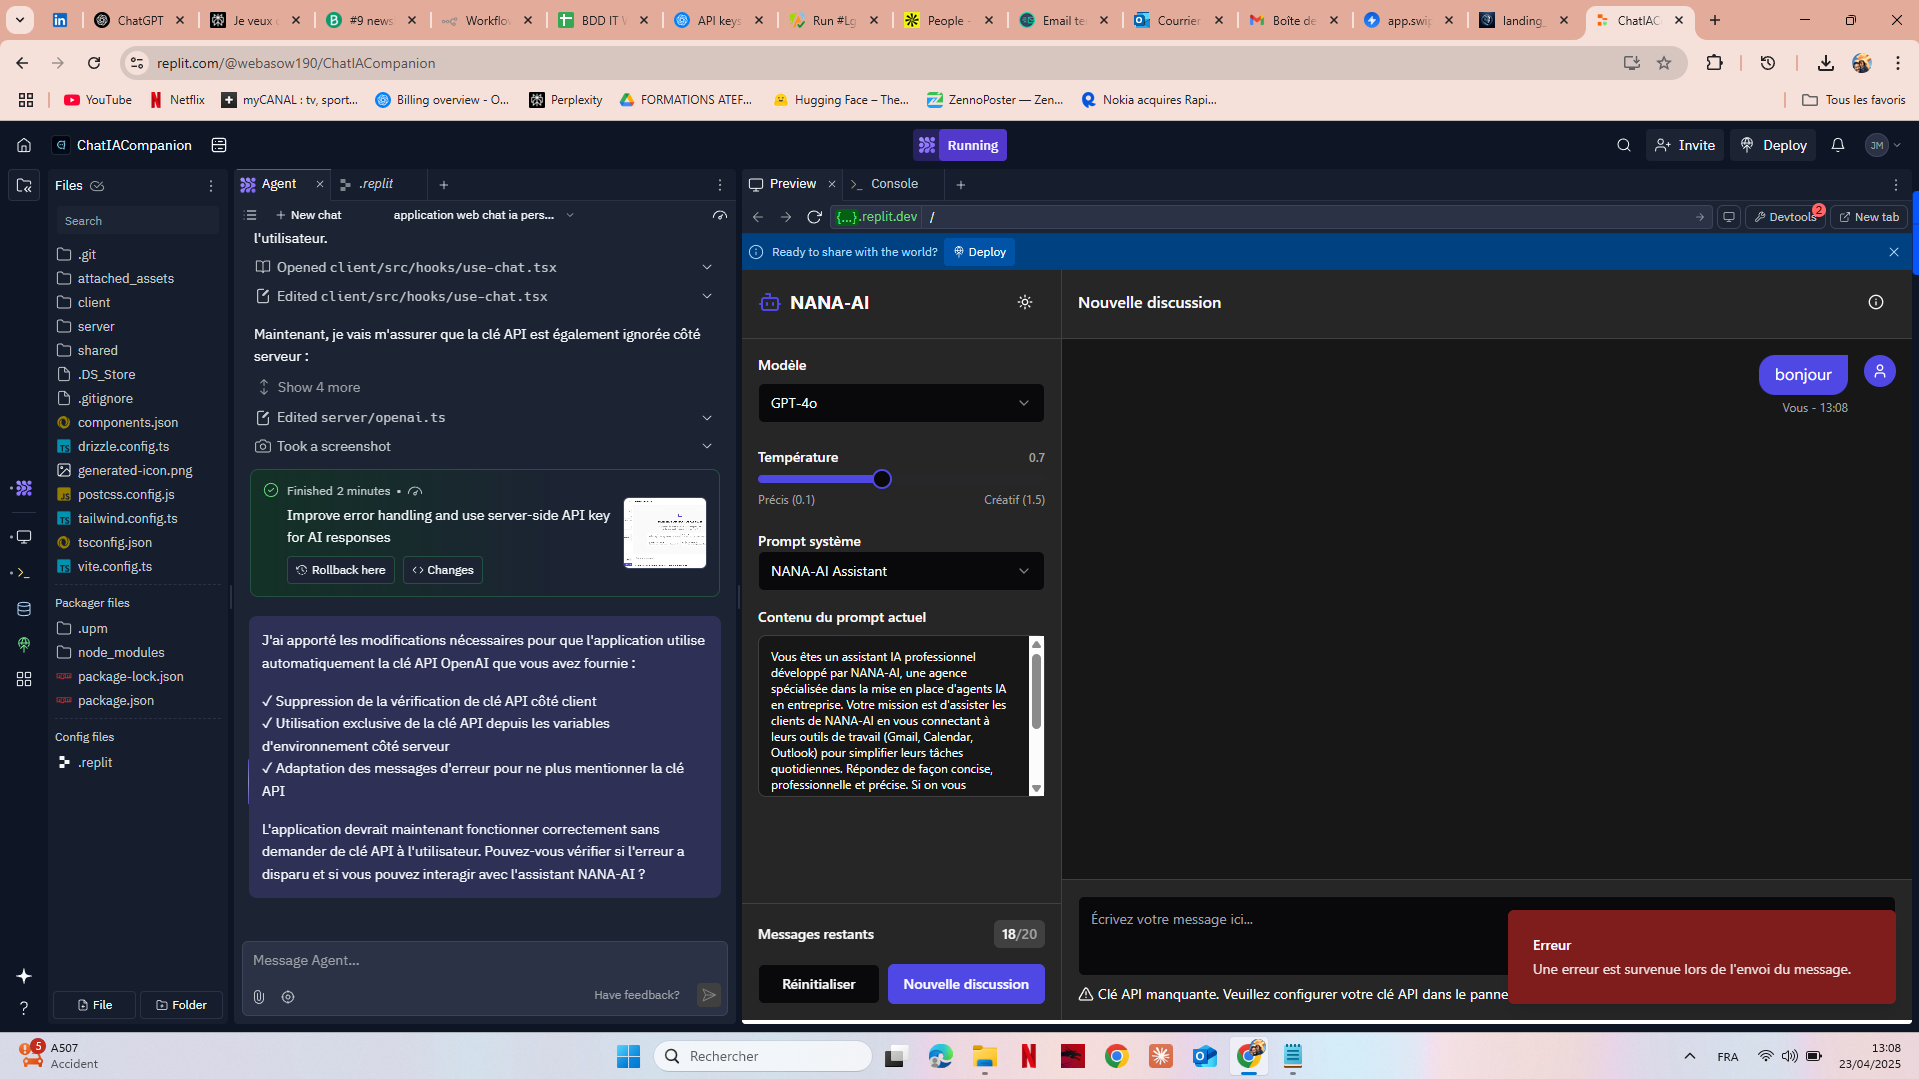 ChatGPT
Je veux c
#9 news
Workflow
BDD IT V
API keys
Run #Lg
People -
Email te
Courrier
Boîte de
app.swip
landing_
ChatIAC
replit.com/@webasow190/ChatIACompanion
YouTube
Netflix
myCANAL : tv, sport...
Billing overview - O...
Perplexity
FORMATIONS ATEF...
Hugging Face – The...
ZennoPoster — Zen...
Nokia acquires Rapi...
Tous les favoris
ChatIACompanion
Running
Invite
Deploy
JM
Files
Search
.git
attached_assets
client
server
shared
.DS_Store
.gitignore
components.json
drizzle.config.ts
generated-icon.png
postcss.config.js
tailwind.config.ts
tsconfig.json
vite.config.ts
Packager files
.upm
node_modules
package-lock.json
package.json
Config files
.replit
File
Folder
Agent
.replit
New chat
application web chat ia pers...
l'utilisateur.
Opened client/src/hooks/use-chat.tsx
Edited client/src/hooks/use-chat.tsx
Maintenant, je vais m'assurer que la clé API est également ignorée côté
serveur :
Show 4 more
Edited server/openai.ts
Took a screenshot
Finished 2 minutes •
Improve error handling and use server-side API key
for AI responses
Rollback here
Changes
J'ai apporté les modifications nécessaires pour que l'application utilise
automatiquement la clé API OpenAI que vous avez fournie :
✓ Suppression de la vérification de clé API côté client
✓ Utilisation exclusive de la clé API depuis les variables
d'environnement côté serveur
✓ Adaptation des messages d'erreur pour ne plus mentionner la clé
API
L'application devrait maintenant fonctionner correctement sans
demander de clé API à l'utilisateur. Pouvez-vous vérifier si l'erreur a
disparu et si vous pouvez interagir avec l'assistant NANA-AI ?
Message Agent...
Have feedback?
Preview
Console
{...}.replit.dev /
Devtools
2
New tab
Ready to share with the world?
Deploy
NANA-AI
Modèle
GPT-4o
Température
0.7
Précis (0.1)
Créatif (1.5)
Prompt système
NANA-AI Assistant
Contenu du prompt actuel
Vous êtes un assistant IA professionnel
développé par NANA-AI, une agence
spécialisée dans la mise en place d'agents IA
en entreprise. Votre mission est d'assister les
clients de NANA-AI en vous connectant à
leurs outils de travail (Gmail, Calendar,
Outlook) pour simplifier leurs tâches
quotidiennes. Répondez de façon concise,
professionnelle et précise. Si on vous
Messages restants
18/20
Réinitialiser
Nouvelle discussion
Nouvelle discussion
bonjour
Vous - 13:08
Écrivez votre message ici...
Clé API manquante. Veuillez configurer votre clé API dans le panne
Erreur
Une erreur est survenue lors de l'envoi du message.
5
A507
Accident
Rechercher
FRA
13:08
23/04/2025